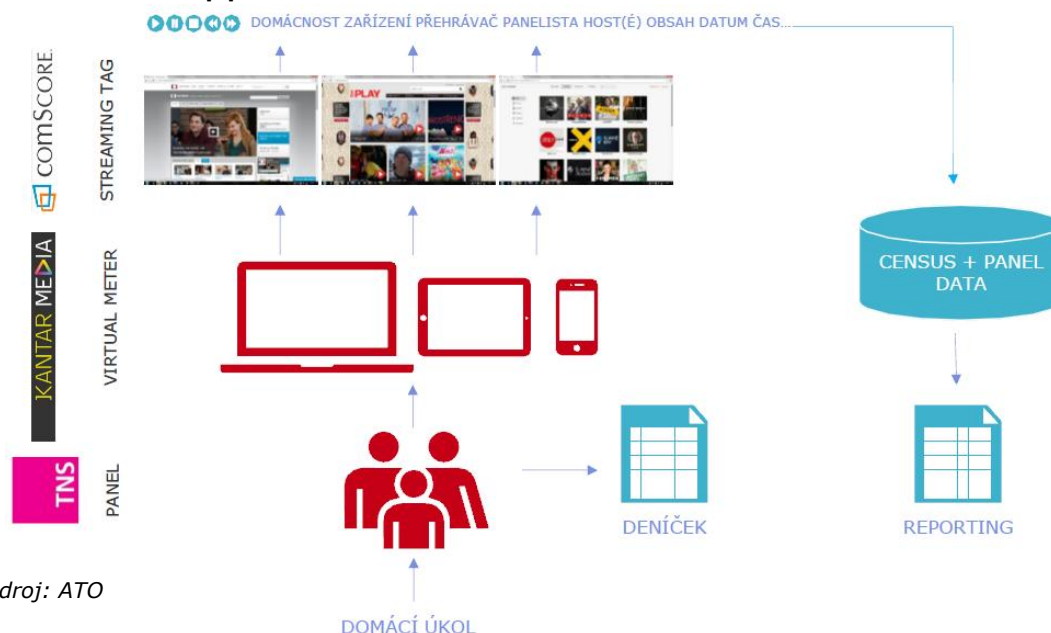 DOMÁCNOST ZAŘÍZENÍ PŘEHRÁVAČ PANELISTA HOST(É) OBSAH DATUM ČAS...
comSCORE.
STREAMING TAG
PLAY
KANTAR MEDIA
VIRTUAL METER
CENSUS + PANEL
DATA
TNS
PANEL
DENÍČEK
REPORTING
droj: ATO
DOMÁCÍ ÚKOL